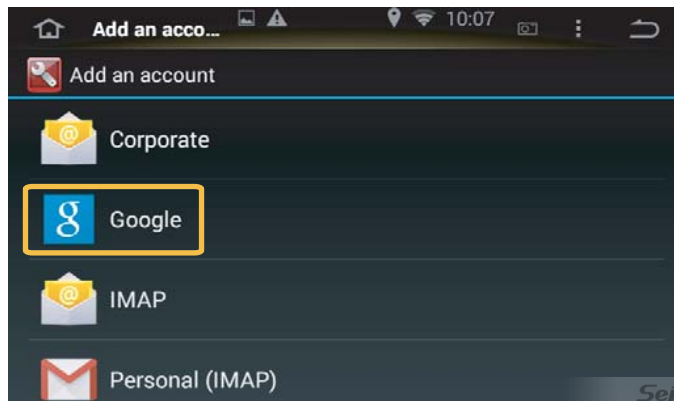 Add an acco... 10:07
Add an account
Corporate
g Google
IMAP
Personal (IMAP)